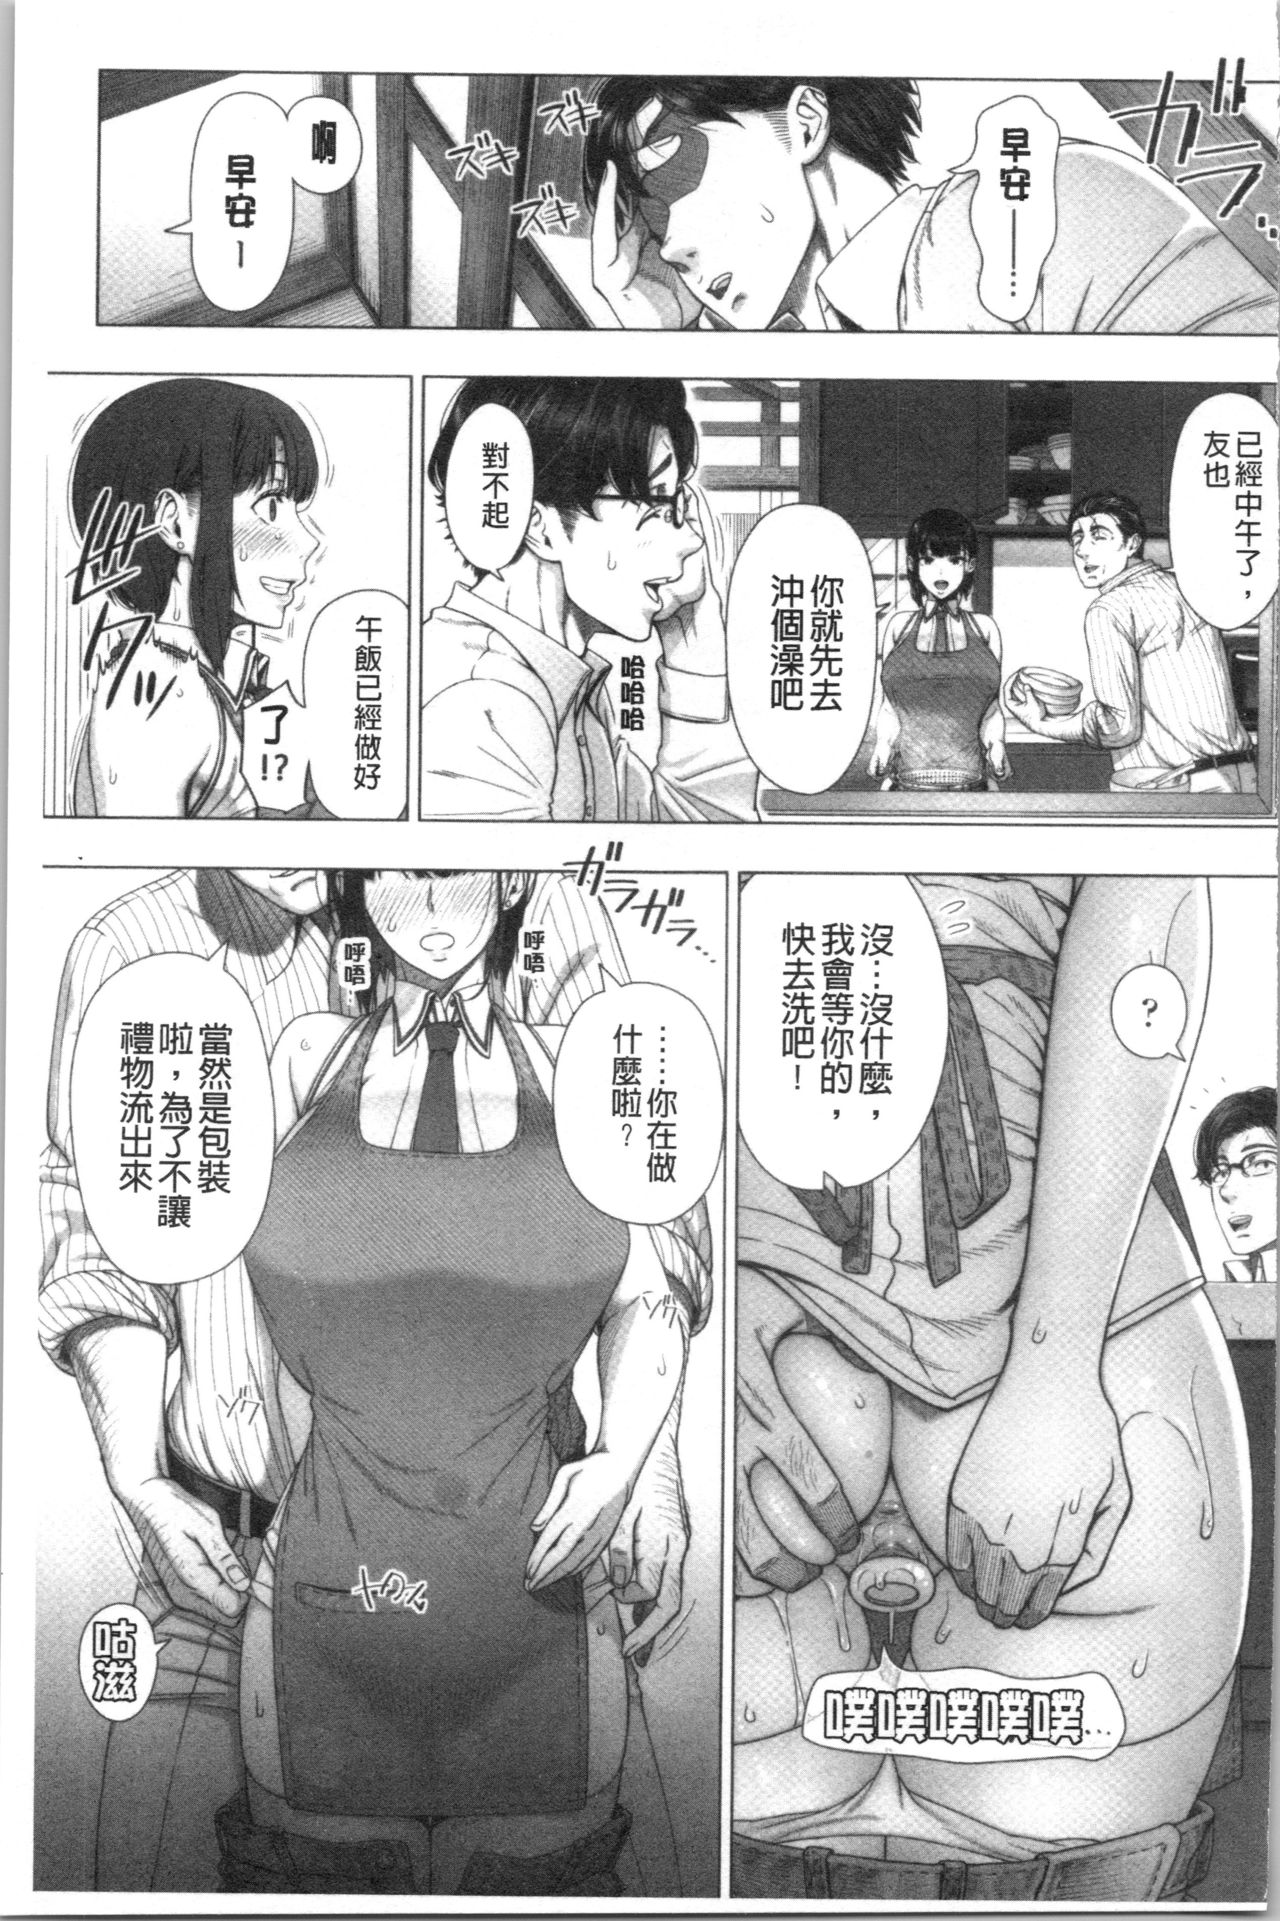 ガラ…
早安——…
ズキ
ズキ
ズキ
啊
早安ー
已經中午了，
友也
你就先去
沖個澡吧
對不起
哈哈哈
午飯已經做好
了!?
?
沒…沒什麼，
我會等你的，
快去洗吧！
噗噗噗噗噗…
ガラガラ…
……你在做
什麼啦？
呼唔
呼唔…
當然是包裝
啦，為了不讓
禮物流出來
ゾク
ゾク
咕滋